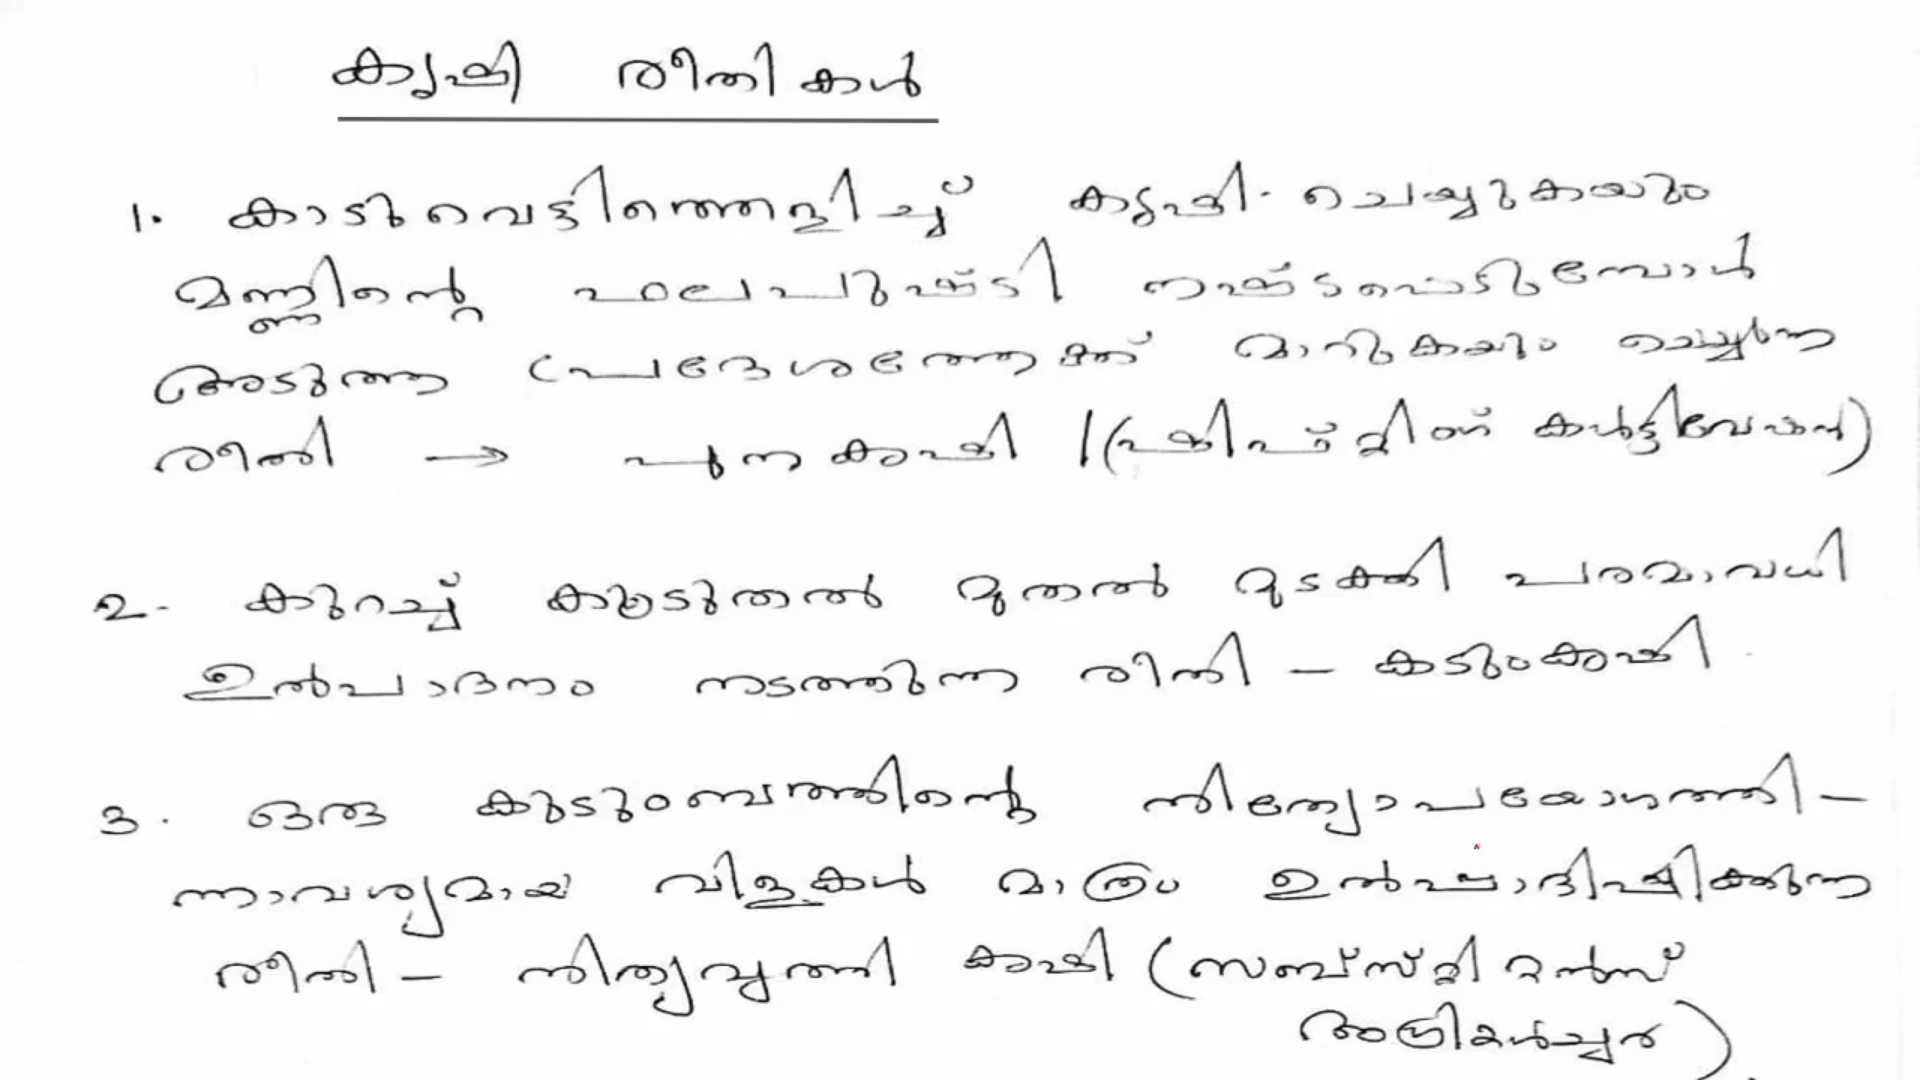 കൃഷി രീതികൾ
1. കാടുവെട്ടിത്തെളിച്ച് കൃഷി. ചെയ്യുകയും
മണ്ണിന്റെ ഫലപുഷ്ടി നഷ്ടപ്പെടുമ്പോൾ
അടുത്ത പ്രദേശത്തേക്ക് മാറുകയും ചെയ്യുന്ന
രീതി → പുനകൃഷി /(ഷിഫ്റ്റിംഗ് കൾട്ടിവേഷൻ)
2. കുറച്ച് കൂടുതൽ മുതൽ മുടക്കി പരമാവധി
ഉൽപാദനം നടത്തുന്ന രീതി – കടുംകൃഷി.
3. ഒരു കുടുംബത്തിന്റെ നിത്യോപയോഗത്തി–
ന്നാവശ്യമായ വിളകൾ മാത്രം ഉൽപ്പാദിപ്പിക്കുന്ന
രീതി – നിത്യവൃത്തി കൃഷി (സബ്സ്റ്റിറ്റൻസ്
അഗ്രികൾച്ചർ).